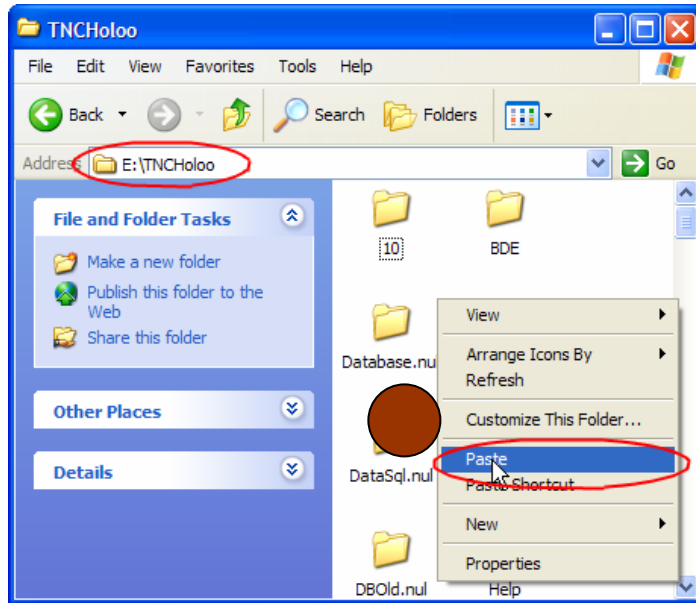 TNCHoloo
File Edit View Favorites Tools Help
Back Search Folders
Address E:\TNCHoloo Go
File and Folder Tasks
Make a new folder
Publish this folder to the
Web
Share this folder
Other Places
Details
10 BDE
Database.nul
DataSql.nul
DBOld.nul Help
View
Arrange Icons By
Refresh
Customize This Folder...
Paste
Paste Shortcut
New
Properties